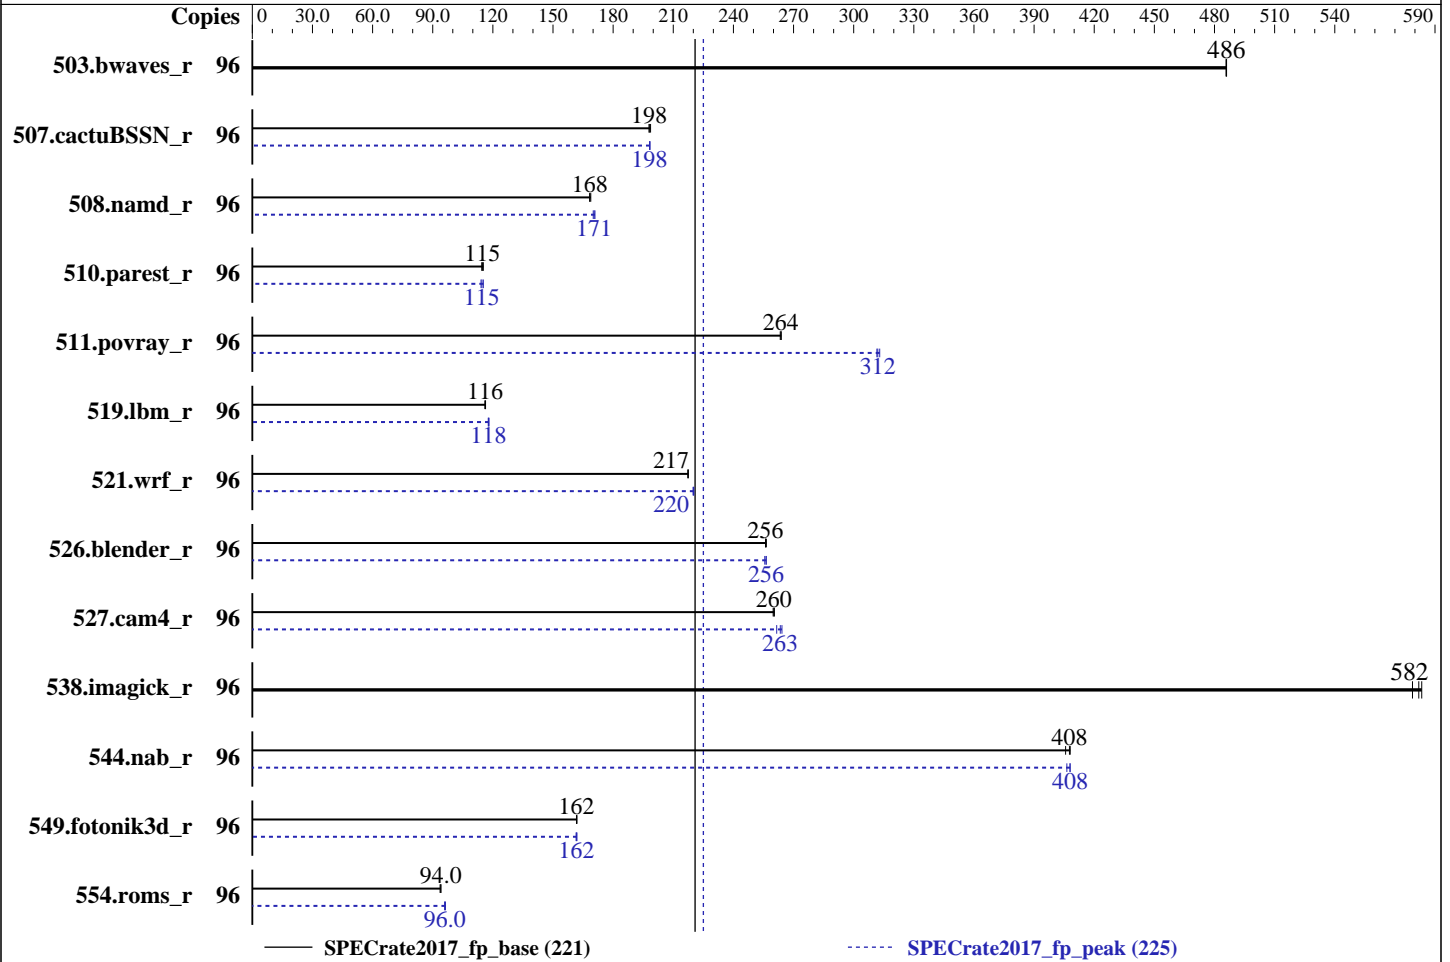 Copies 0 30.0 60.0 90.0 120 150 180 210 240 270 300 330 360 390 420 450 480 510 540 590
486
503.bwaves_r 96
198
507.cactuBSSN_r 96
198
168
508.namd_r 96
171
115
510.parest_r 96
115
264
511.povray_r 96
312
116
519.lbm_r 96
118
217
521.wrf_r 96
220
256
526.blender_r 96
256
260
527.cam4_r 96
263
582
538.imagick_r 96
408
544.nab_r 96
408
162
549.fotonik3d_r 96
162
94.0
554.roms_r 96
96.0
SPECrate2017_fp_base (221) SPECrate2017_fp_peak (225)